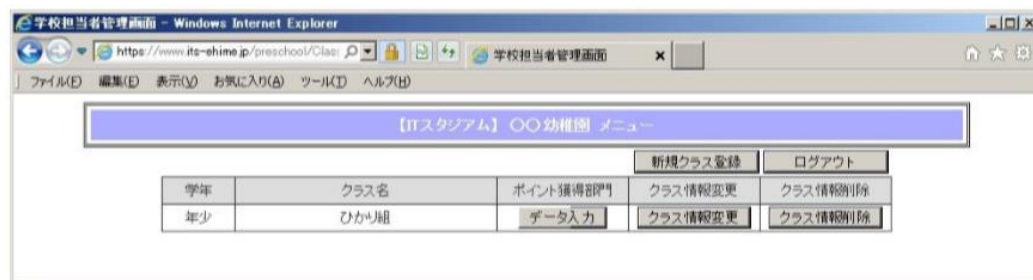 学校担当者管理画面 - Windows Internet Explorer
https://www.its-ehime.jp/preschool/Clas 学校担当者管理画面
ファイル(F) 編集(E) 表示(V) お気に入り(A) ツール(T) ヘルプ(H)
【ITスタジアム】 〇〇幼稚園 メニュー
新規クラス登録 ログアウト
学年 クラス名 ポイント獲得部門 クラス情報変更 クラス情報削除
年少 ひかり組 データ入力 クラス情報変更 クラス情報削除